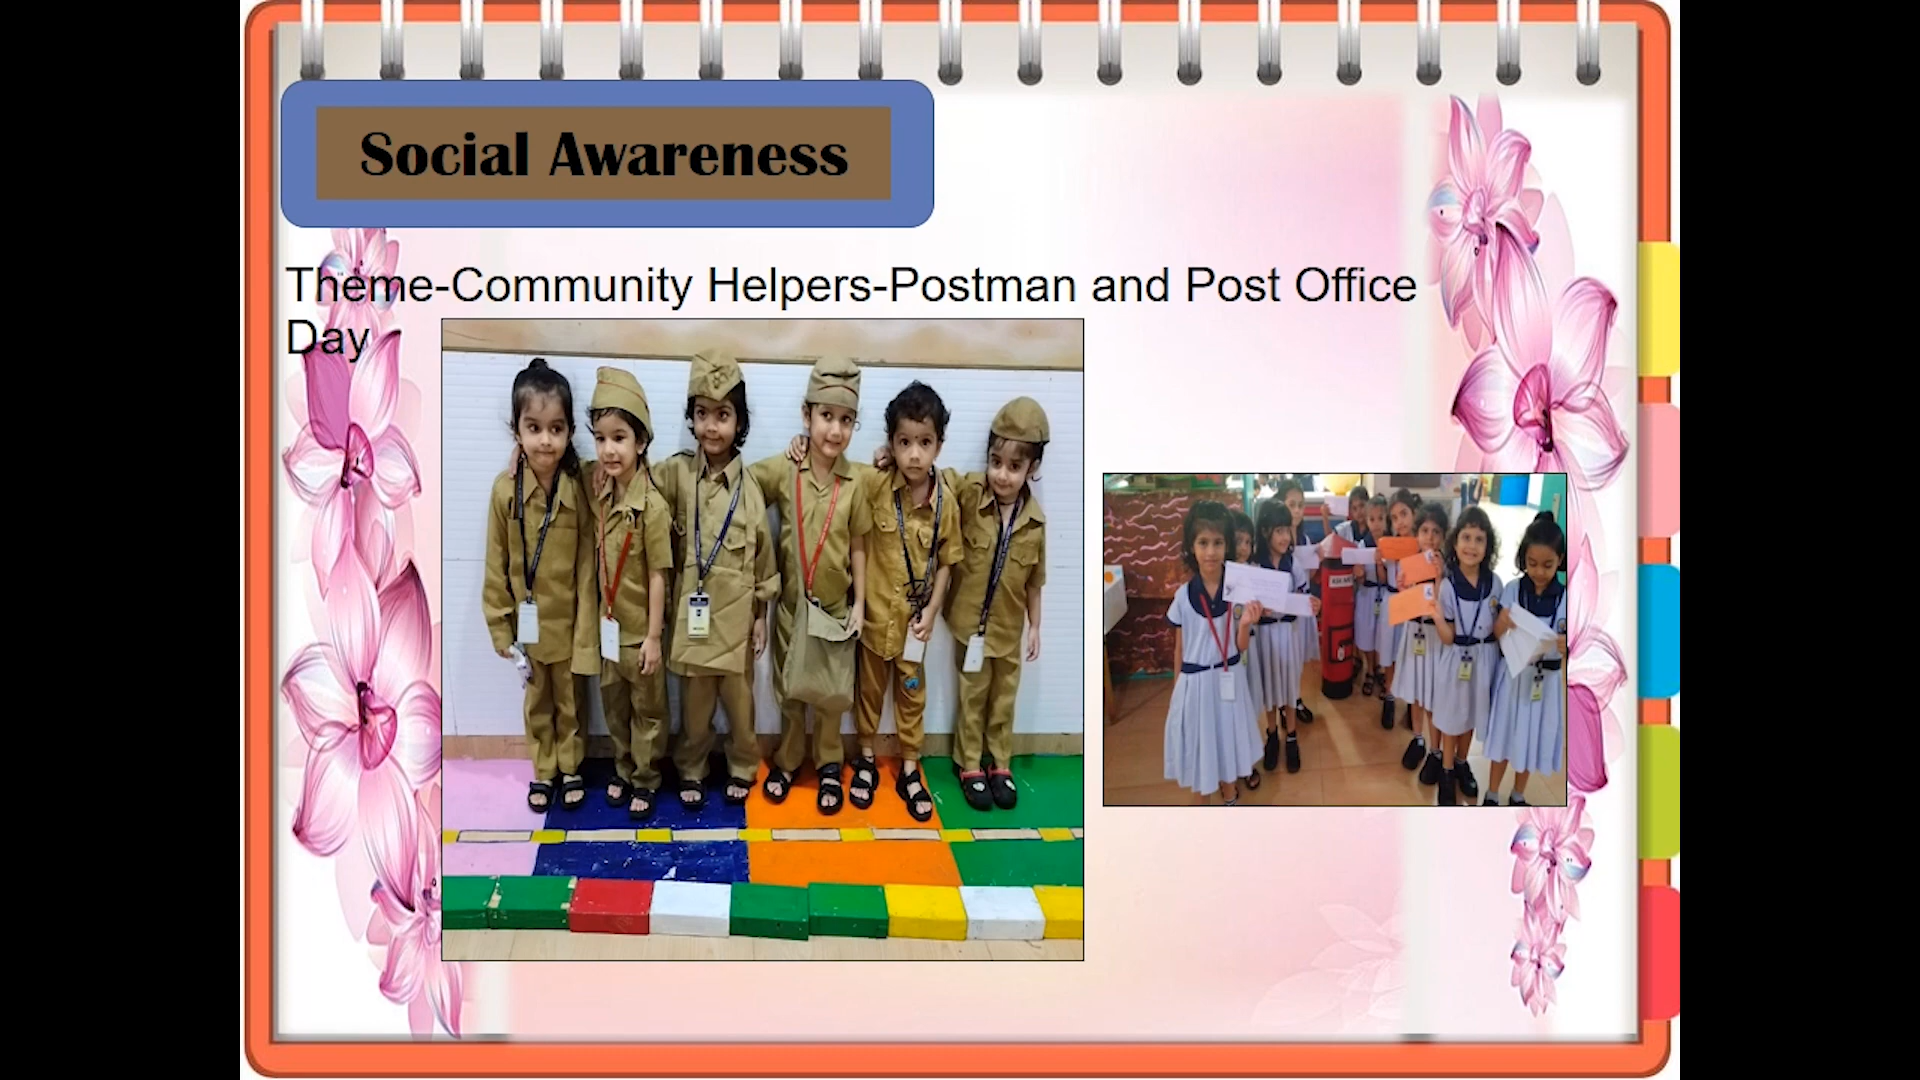 Social Awareness
Theme-Community Helpers-Postman and Post Office
Day